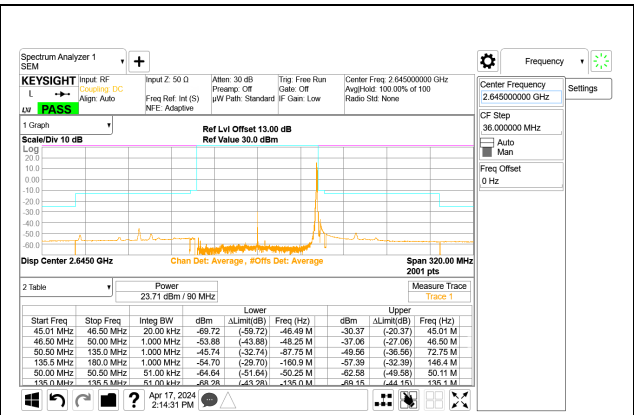 Spectrum Analyzer 1
SEM
Frequency
KEYSIGHT Input: RF Input Z: 50 Ω Atten: 30 dB Trig: Free Run Center Freq: 2.645000000 GHz
Coupling: DC Preamp: Off Gate: Off Avg|Hold: 100.00% of 100
L Align: Auto Freq Ref: Int (S) µW Path: Standard IF Gain: Low Radio Std: None
LXI PASS NFE: Adaptive
Center Frequency
2.645000000 GHz
Settings
CF Step
36.000000 MHz
Auto
Man
Freq Offset
0 Hz
1 Graph
Ref Lvl Offset 13.00 dB
Scale/Div 10 dB Ref Value 30.0 dBm
Log
20.0
0.00
-10.0
-20.0
-30.0
-40.0
-50.0
-60.0
Disp Center 2.6450 GHz Chan Det: Average , #Offs Det: Average Span 320.00 MHz
2001 pts
2 Table Power Measure Trace
23.71 dBm / 90 MHz Trace 1
Lower Upper
Start Freq Stop Freq Integ BW dBm ΔLimit(dB) Freq (Hz) dBm ΔLimit(dB) Freq (Hz)
45.01 MHz 46.50 MHz 20.00 kHz -69.72 (-59.72) -46.49 M -30.37 (-20.37) 45.01 M
46.50 MHz 50.00 MHz 1.000 MHz -53.88 (-43.88) -48.25 M -37.06 (-27.06) 46.50 M
50.50 MHz 135.0 MHz 1.000 MHz -45.74 (-32.74) -87.75 M -49.56 (-36.56) 72.75 M
135.5 MHz 180.0 MHz 1.000 MHz -54.70 (-29.70) -160.9 M -57.39 (-32.39) 146.4 M
50.00 MHz 50.50 MHz 51.00 kHz -64.64 (-51.64) -50.25 M -62.58 (-49.58) 50.11 M
135.0 MHz 135.5 MHz 51.00 kHz -68.28 (-43.28) -135.0 M -69.15 (-44.15) 135.1 M
Apr 17, 2024
2:14:31 PM